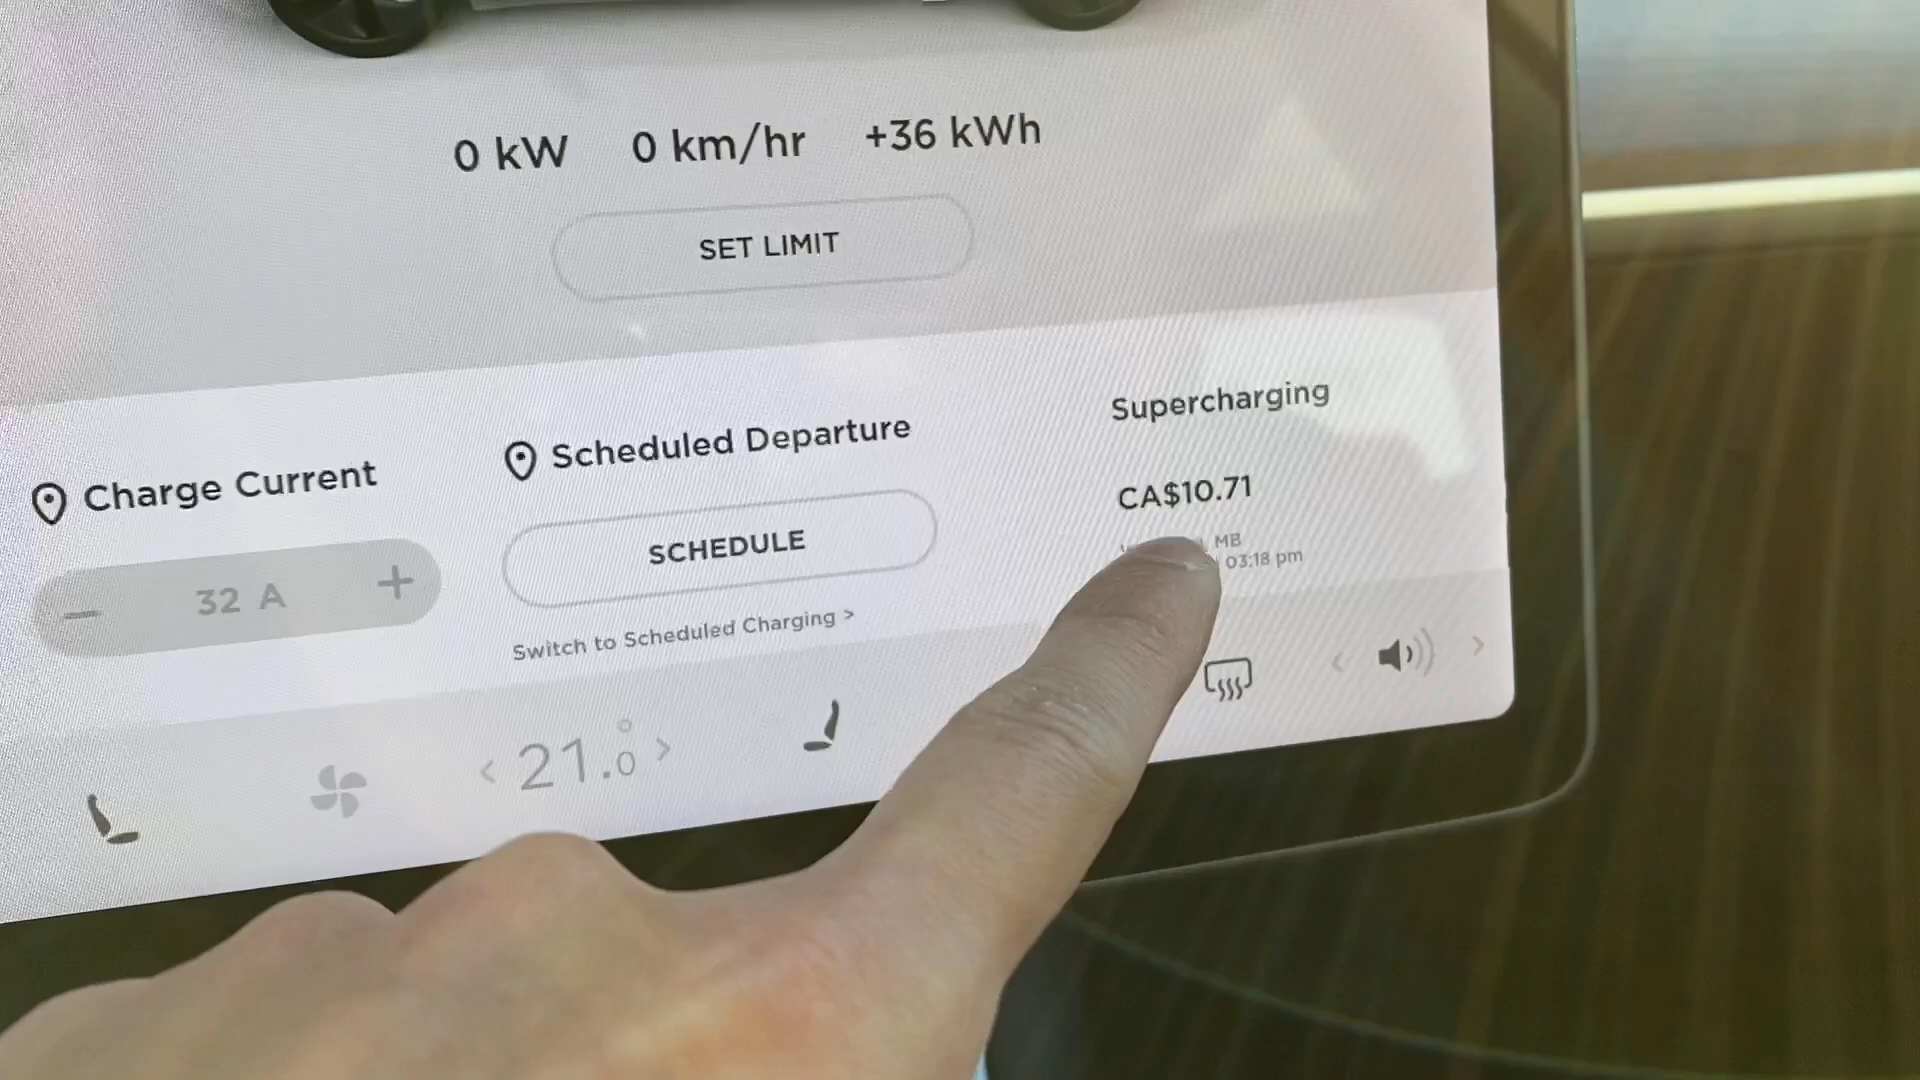 0 kW 0 km/hr +36 kWh
SET LIMIT
Charge Current
32 A
Scheduled Departure
SCHEDULE
Switch to Scheduled Charging >
Supercharging
CA$10.71
MB
03:18 pm
21.0